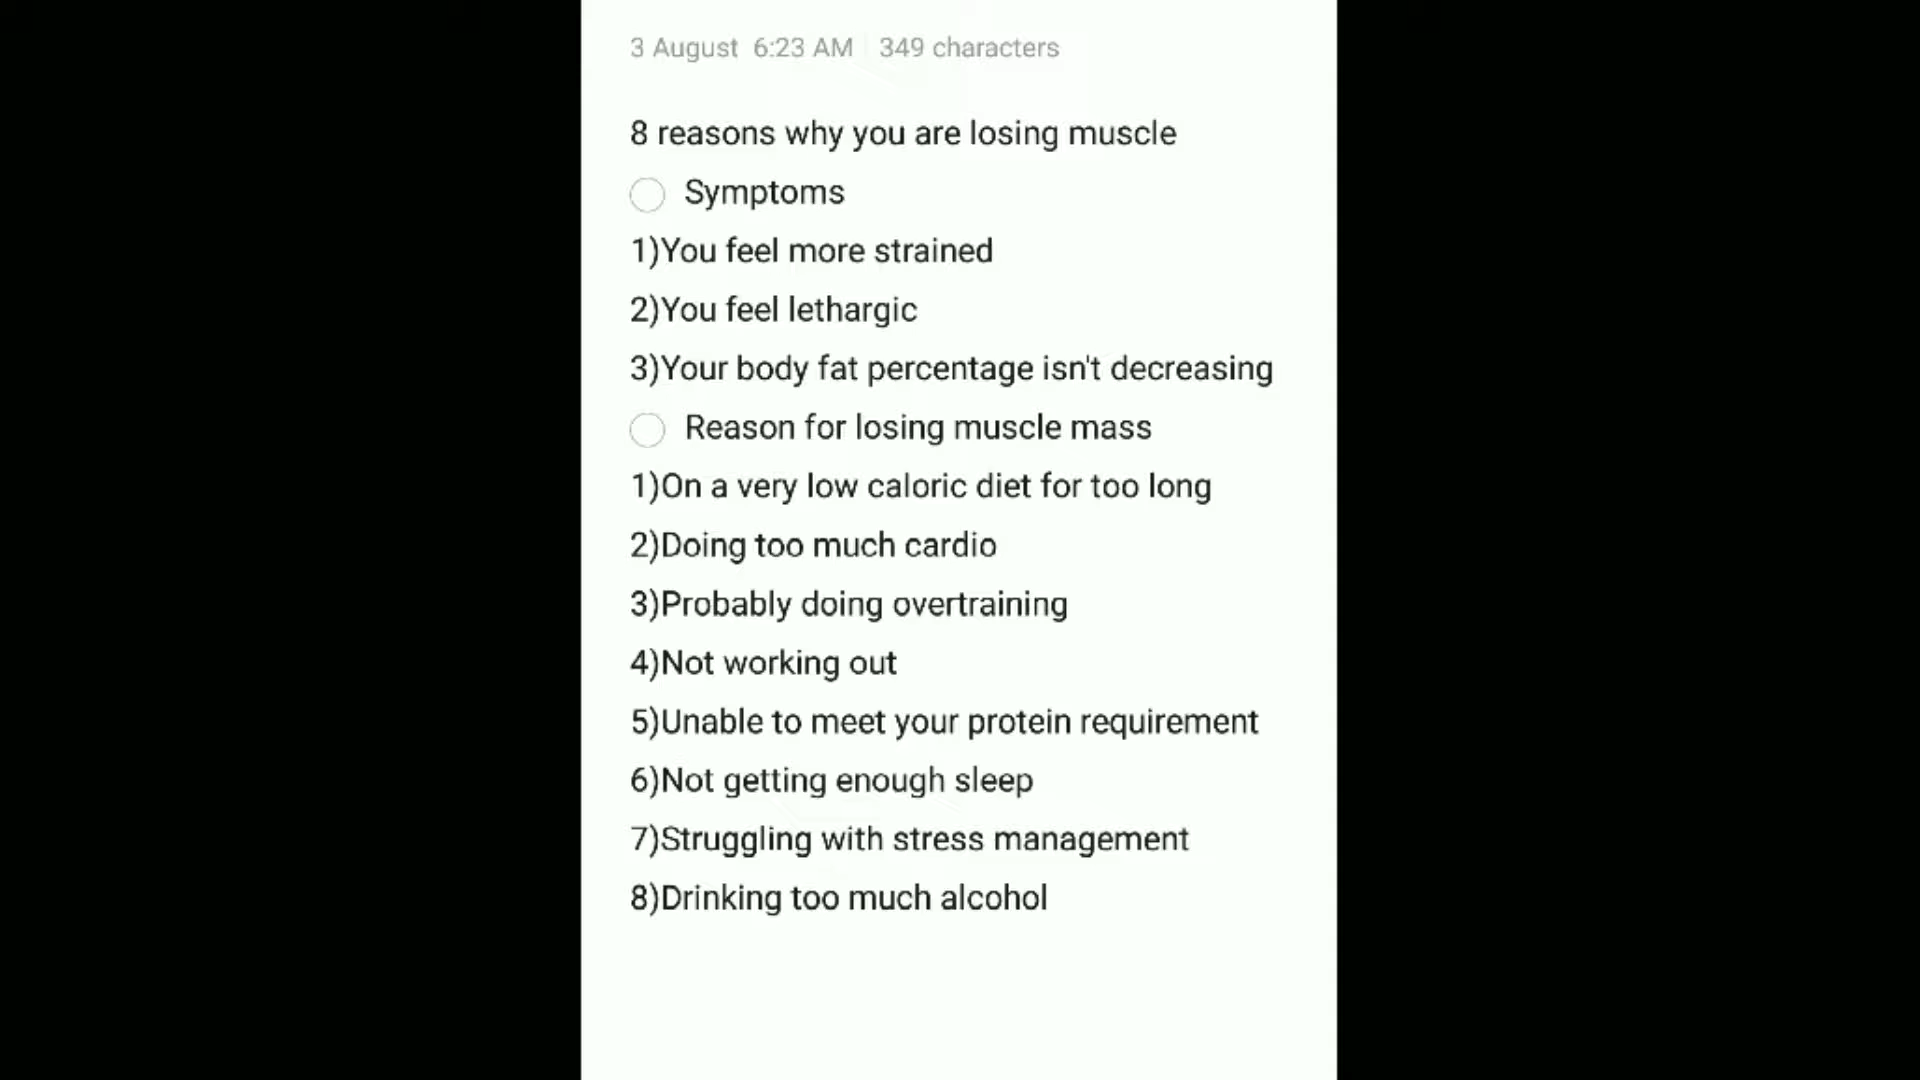 3 August 6:23 AM | 349 characters
8 reasons why you are losing muscle
Symptoms
1)You feel more strained
2)You feel lethargic
3)Your body fat percentage isn't decreasing
Reason for losing muscle mass
1)On a very low caloric diet for too long
2)Doing too much cardio
3)Probably doing overtraining
4)Not working out
5)Unable to meet your protein requirement
6)Not getting enough sleep
7)Struggling with stress management
8)Drinking too much alcohol